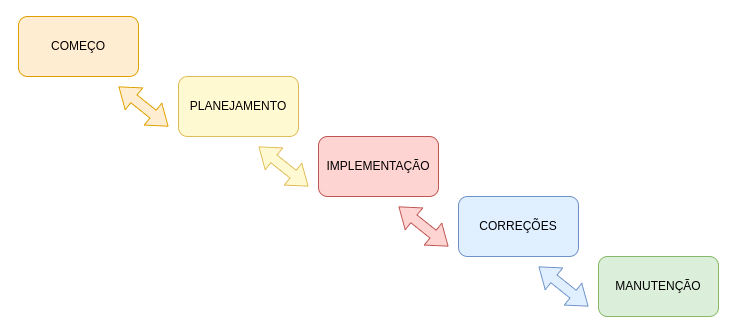 COMEÇO
PLANEJAMENTO
IMPLEMENTAÇÃO
CORREÇÕES
MANUTENÇÃO